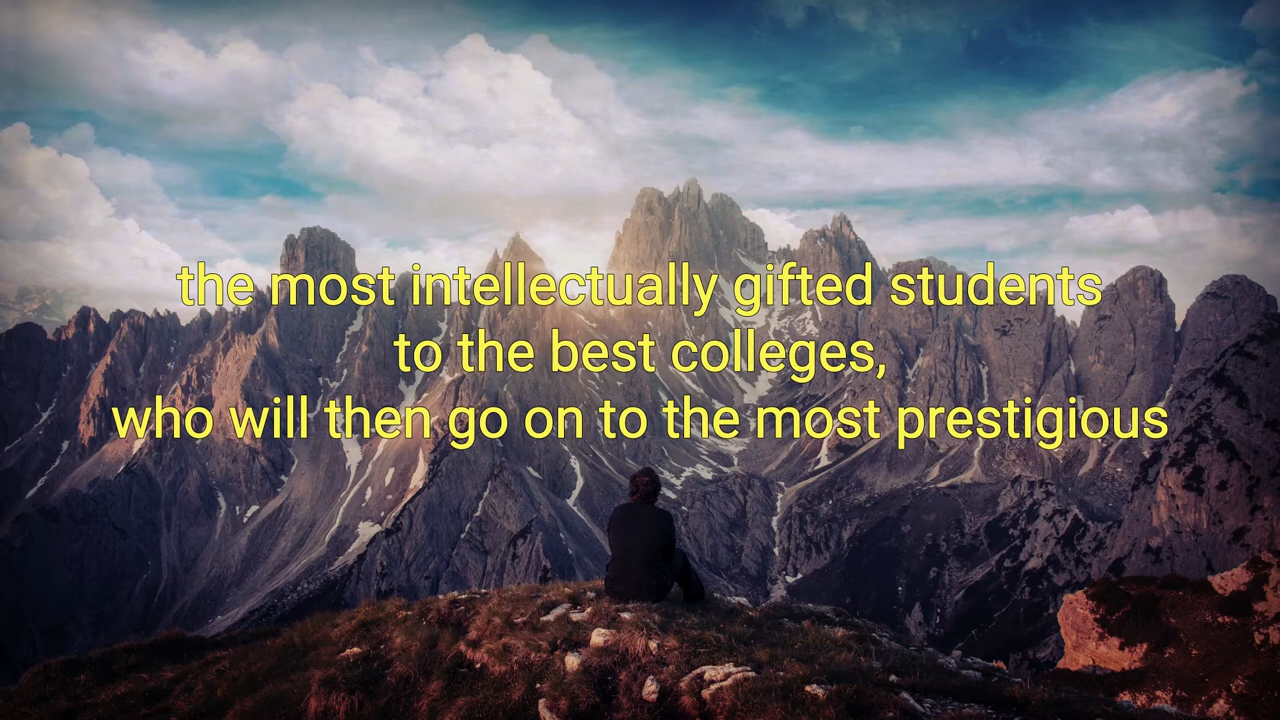 the most intellectually gifted students
to the best colleges,
who will then go on to the most prestigious